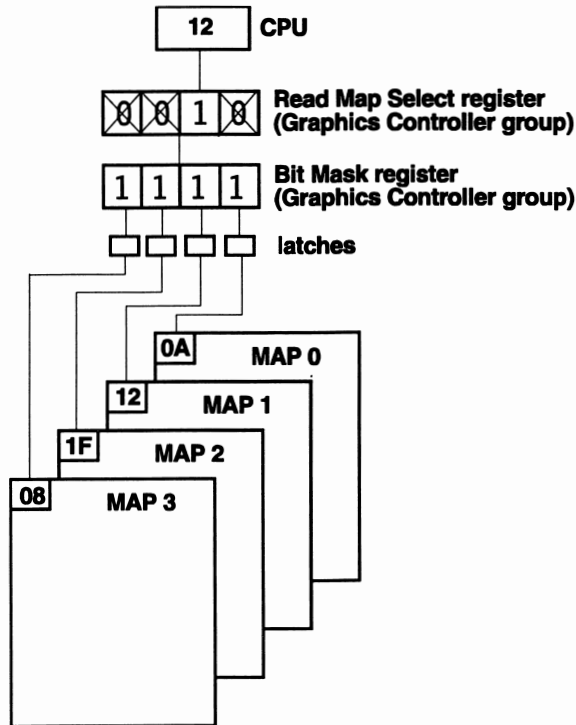 12 CPU
0 0 1 0 Read Map Select register
(Graphics Controller group)
1 1 1 1 Bit Mask register
(Graphics Controller group)
latches
0A MAP 0
12 MAP 1
1F MAP 2
08 MAP 3